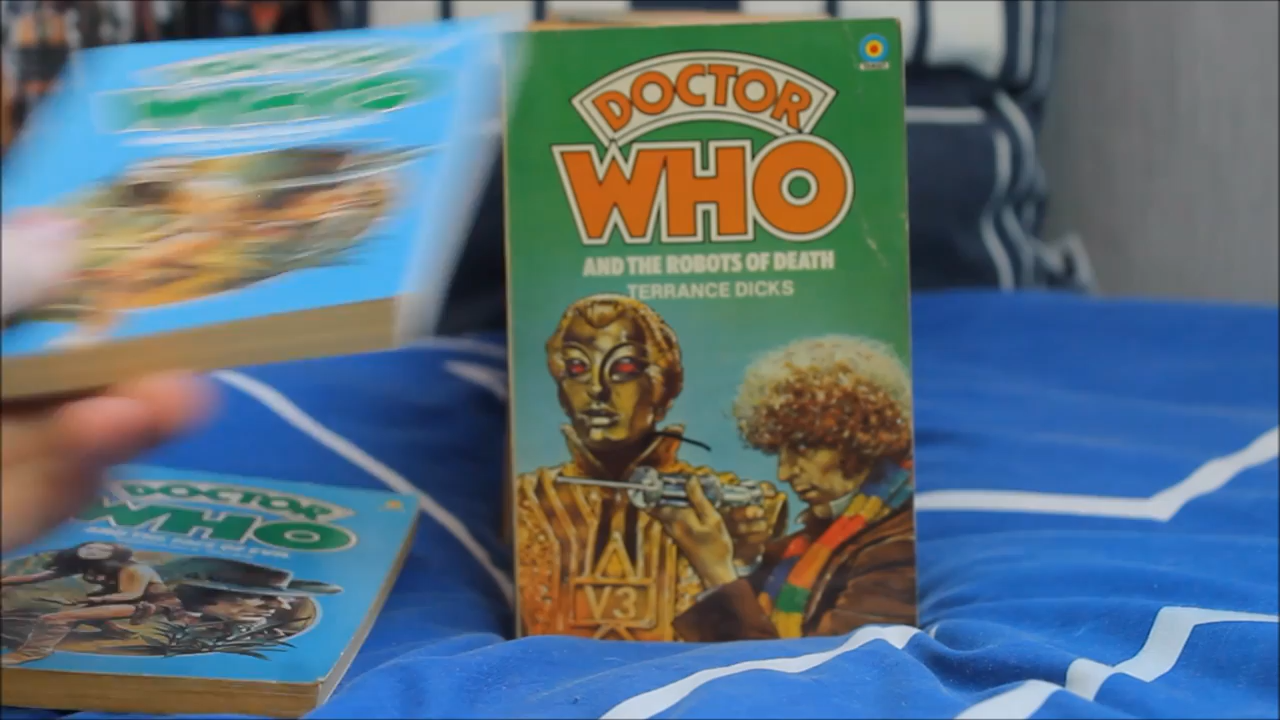 DOCTOR
WHO
AND THE ROBOTS OF DEATH
TERRANCE DICKS
V3
DOCTOR
WHO